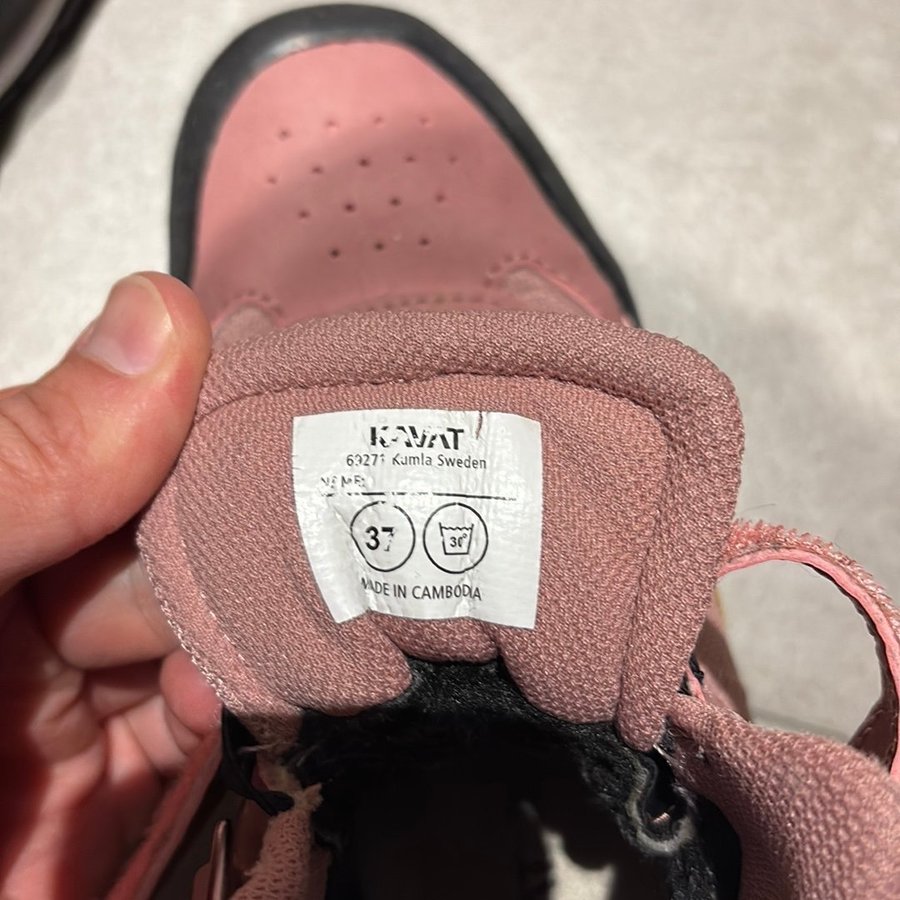 KAVAT
69271 Kumla Sweden
NAME:
37
30°
MADE IN CAMBODIA